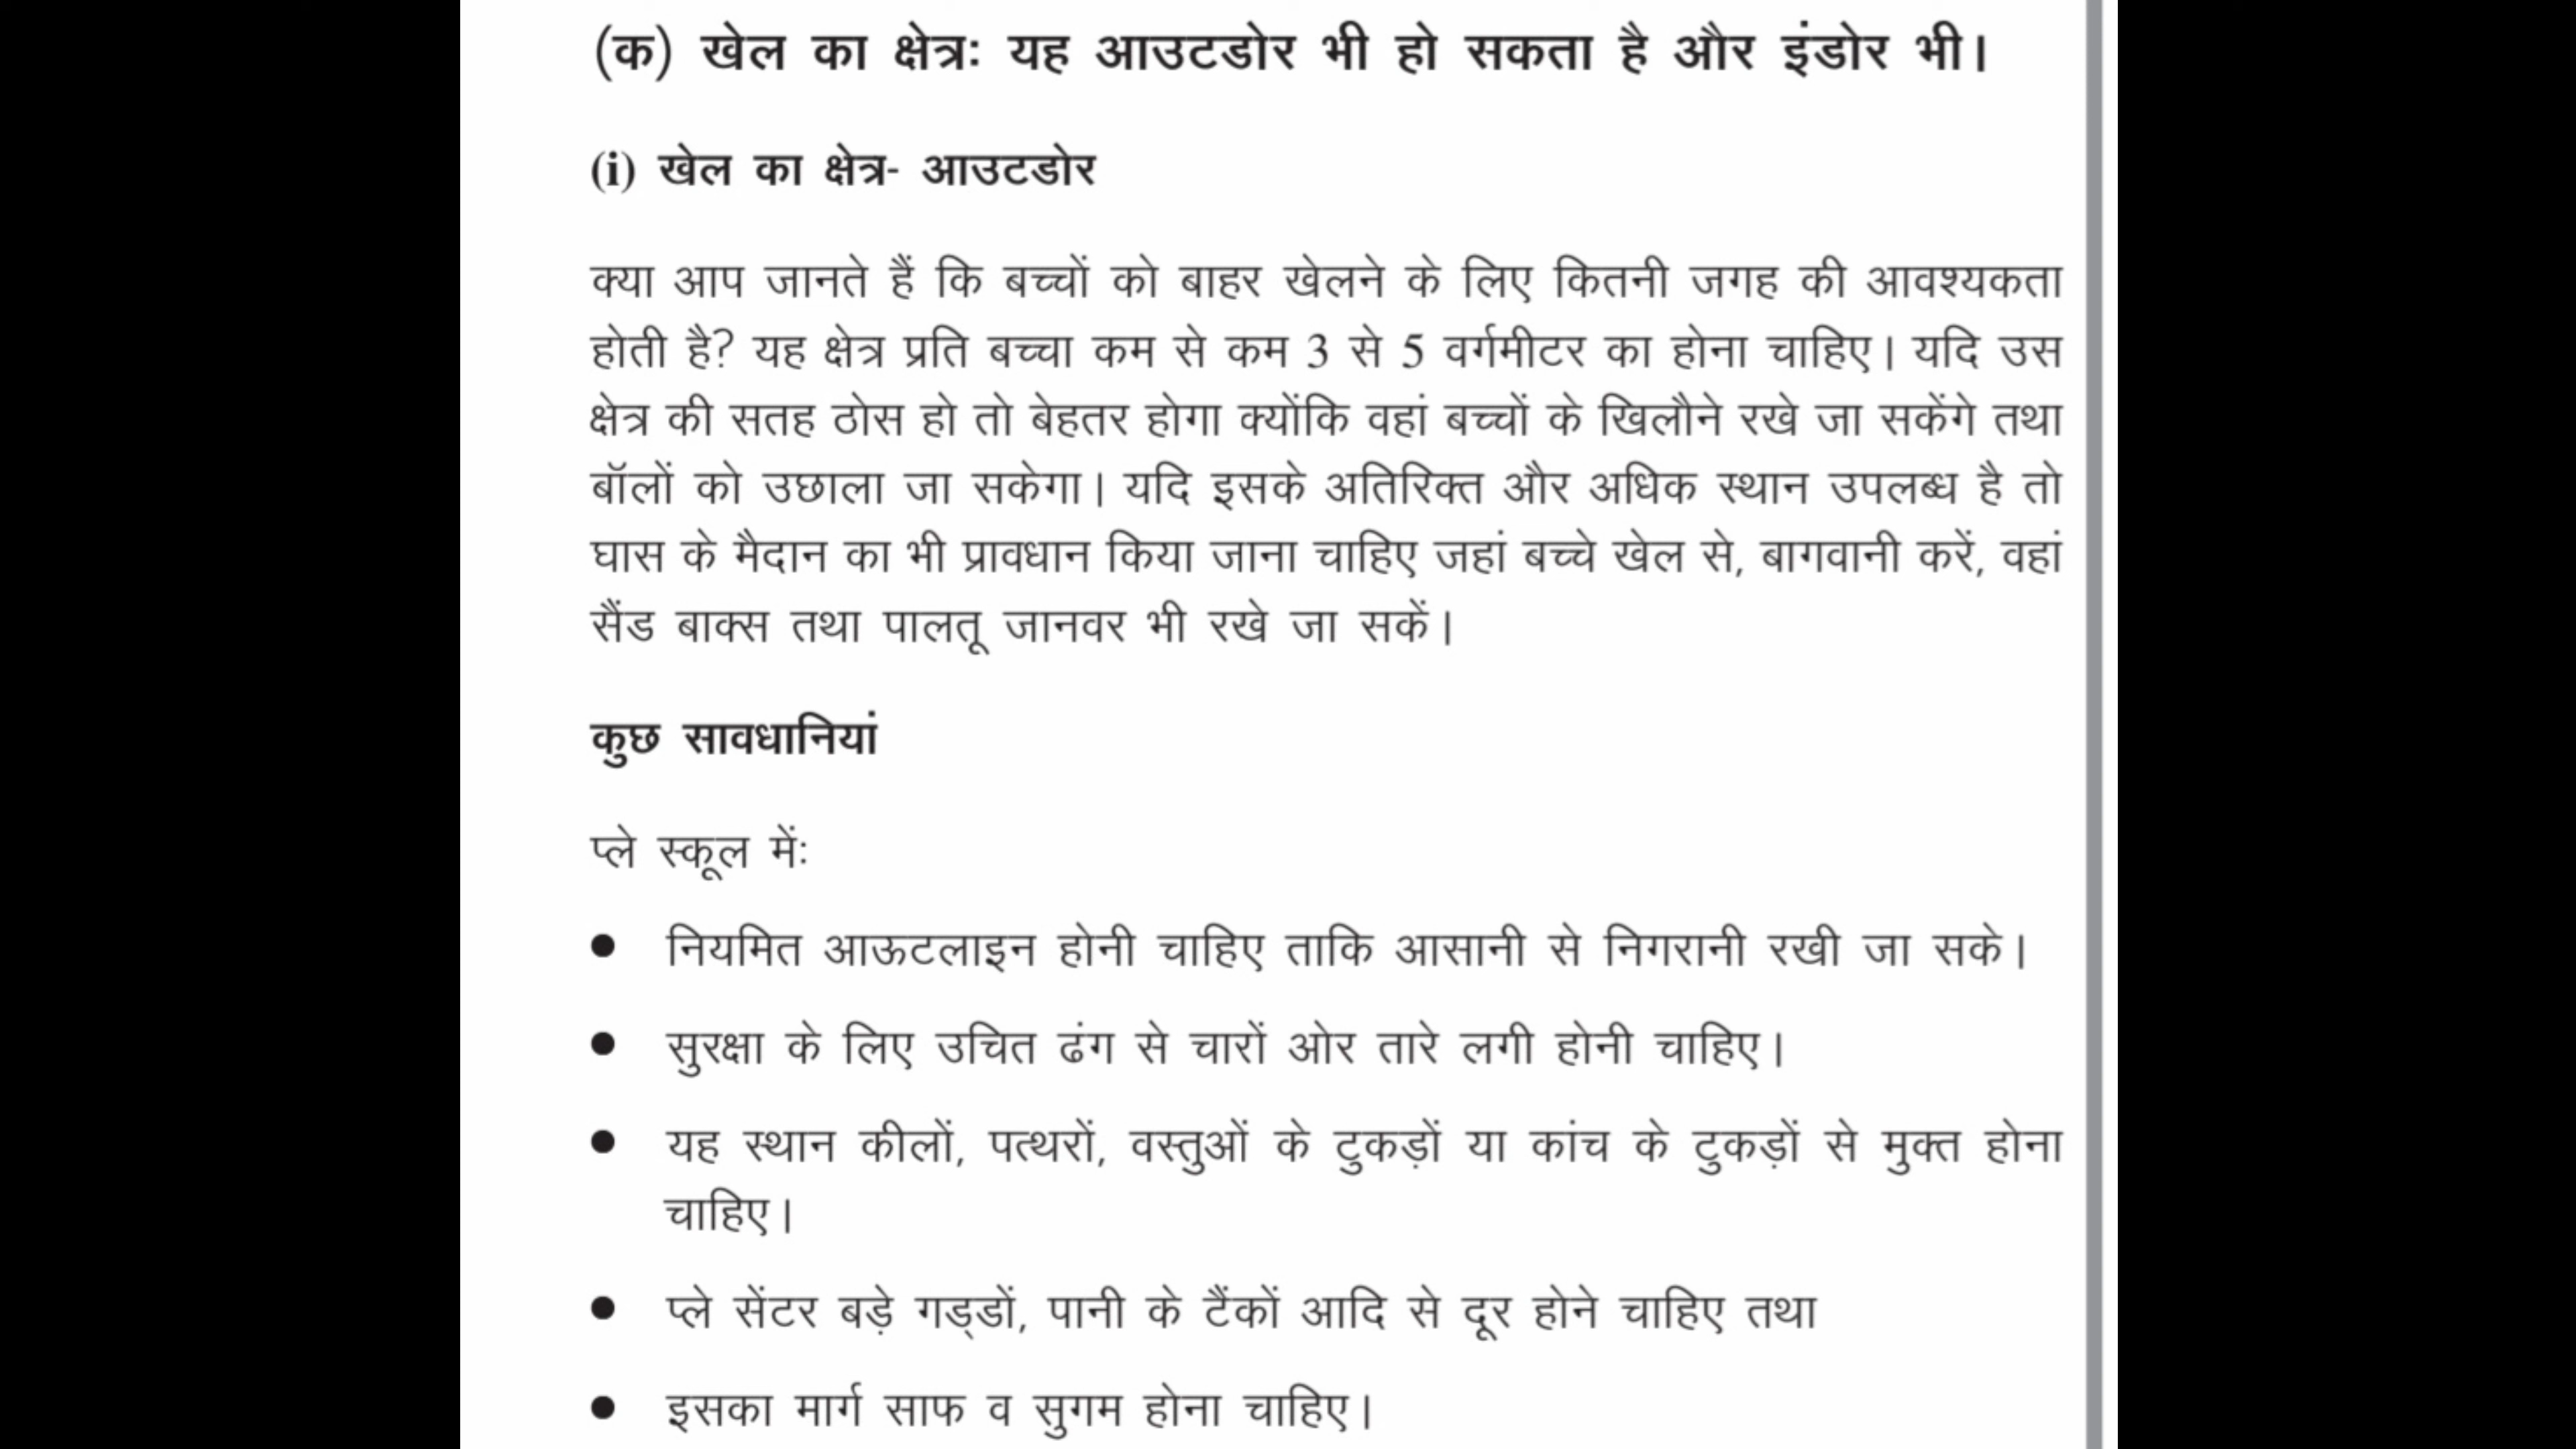 (क) खेल का क्षेत्रः यह आउटडोर भी हो सकता है और इंडोर भी।
(i) खेल का क्षेत्र- आउटडोर
क्या आप जानते हैं कि बच्चों को बाहर खेलने के लिए कितनी जगह की आवश्यकता
होती है? यह क्षेत्र प्रति बच्चा कम से कम 3 से 5 वर्गमीटर का होना चाहिए। यदि उस
क्षेत्र की सतह ठोस हो तो बेहतर होगा क्योंकि वहां बच्चों के खिलौने रखे जा सकेंगे तथा
बॉलों को उछाला जा सकेगा। यदि इसके अतिरिक्त और अधिक स्थान उपलब्ध है तो
घास के मैदान का भी प्रावधान किया जाना चाहिए जहां बच्चे खेल से, बागवानी करें, वहां
सैंड बाक्स तथा पालतू जानवर भी रखे जा सकें।
कुछ सावधानियां
प्ले स्कूल मेंः
● नियमित आऊटलाइन होनी चाहिए ताकि आसानी से निगरानी रखी जा सके।
● सुरक्षा के लिए उचित ढंग से चारों ओर तारे लगी होनी चाहिए।
● यह स्थान कीलों, पत्थरों, वस्तुओं के टुकड़ों या कांच के टुकड़ों से मुक्त होना
चाहिए।
● प्ले सेंटर बड़े गड्डों, पानी के टैंकों आदि से दूर होने चाहिए तथा
● इसका मार्ग साफ व सुगम होना चाहिए।